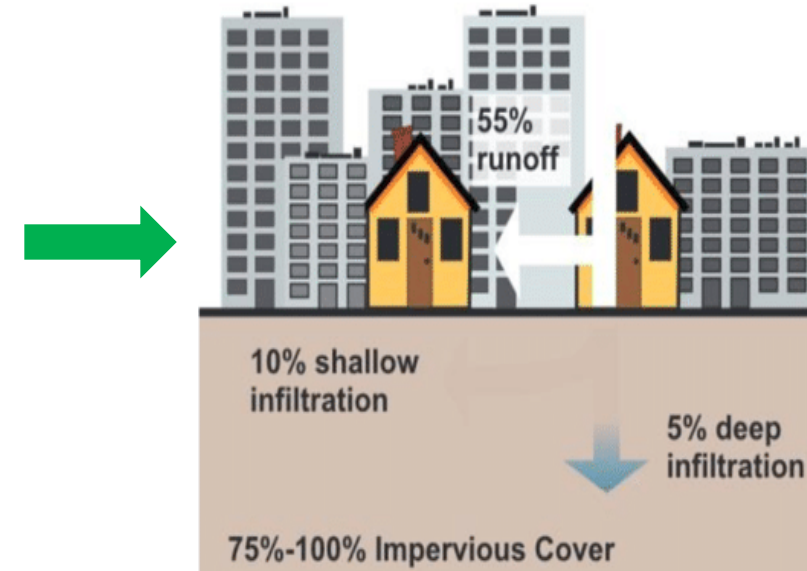 55%
runoff
10% shallow
infiltration
5% deep
infiltration
75%-100% Impervious Cover